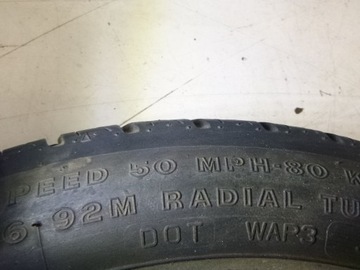 PEED 50 MPH-80 K
6 92M RADIAL TU
DOT WAP3